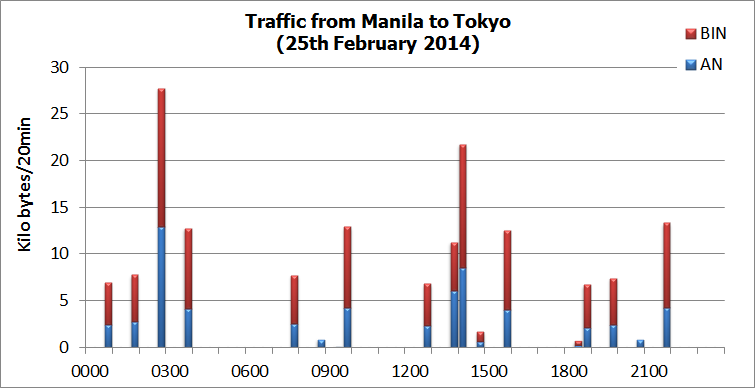 Traffic from Manila to Tokyo
(25th February 2014)
BIN
AN
Kilo bytes/20min
30
25
20
15
10
5
0
0000 0300 0600 0900 1200 1500 1800 2100